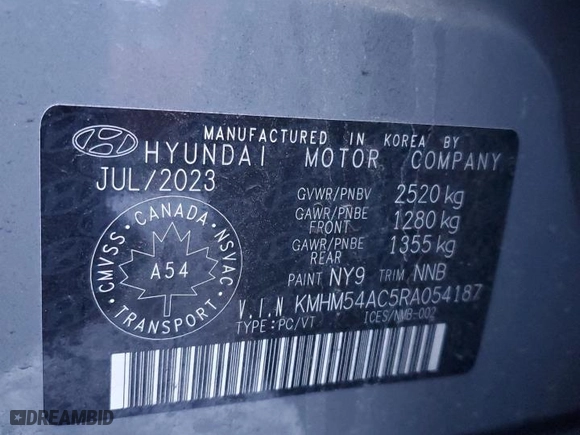 MANUFACTURED IN KOREA BY
HYUNDAI MOTOR COMPANY
JUL/2023
GVWR/PNBV 2520 kg
GAWR/PNBE FRONT 1280 kg
GAWR/PNBE REAR 1355 kg
PAINT NY9 TRIM NNB
V.I.N KMHM54AC5RA054187
TYPE:PC/VT ICES/NMB-002
CMVSS · CANADA · NSVAC
A54
TRANSPORT
DREAMBID